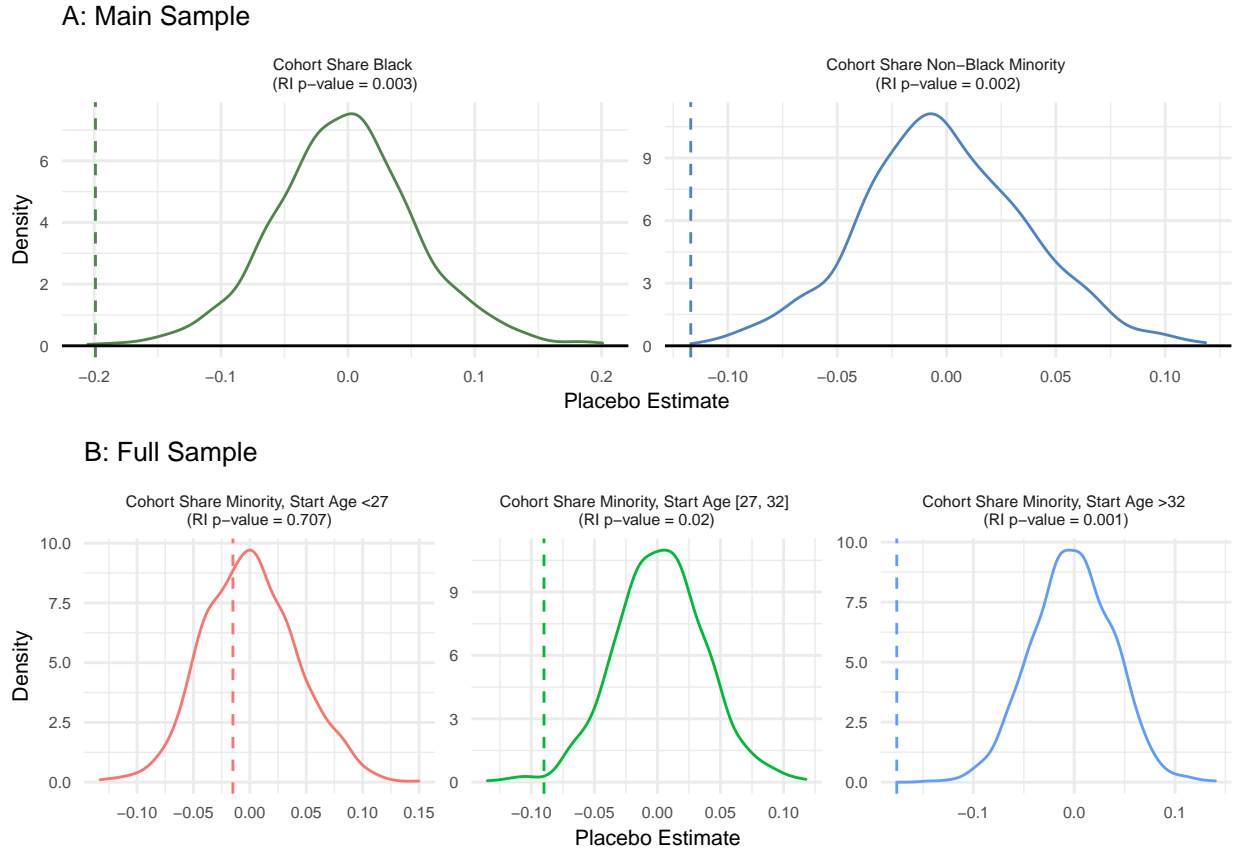 A: Main Sample
Cohort Share Black
(RI p−value = 0.003)
Cohort Share Non−Black Minority
(RI p−value = 0.002)
Density
6
4
2
0
9
6
3
0
−0.2
−0.1
0.0
0.1
0.2
−0.10
−0.05
0.00
0.05
0.10
Placebo Estimate
B: Full Sample
Cohort Share Minority, Start Age <27
(RI p−value = 0.707)
Cohort Share Minority, Start Age [27, 32]
(RI p−value = 0.02)
Cohort Share Minority, Start Age >32
(RI p−value = 0.001)
Density
10.0
7.5
5.0
2.5
0.0
9
6
3
0
10.0
7.5
5.0
2.5
0.0
−0.10
−0.05
0.00
0.05
0.10
0.15
−0.10
−0.05
0.00
0.05
0.10
−0.1
0.0
0.1
Placebo Estimate